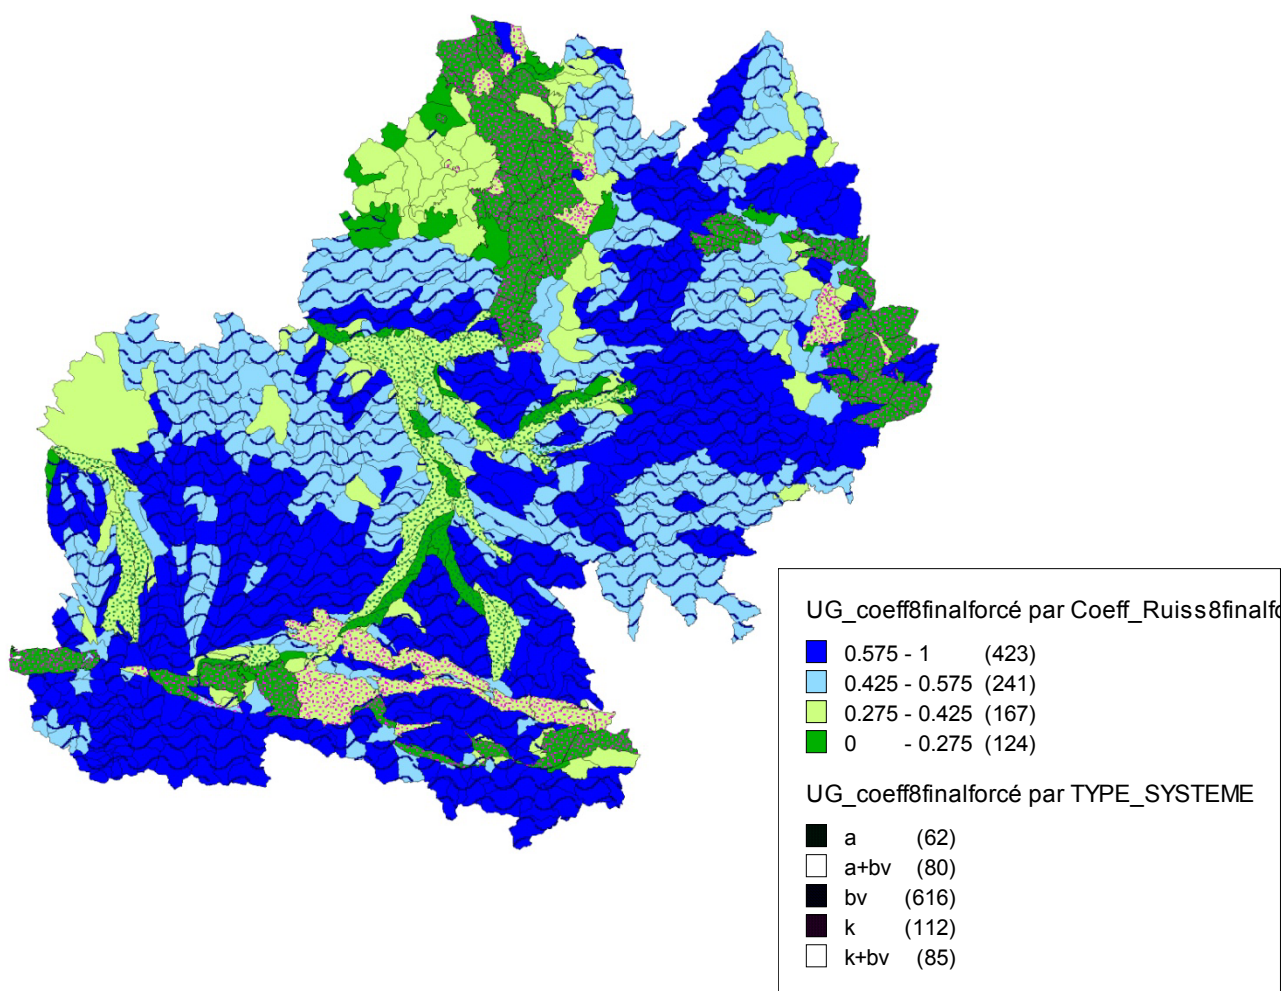 UG_coeff8finalforcé par Coeff_Ruiss8finalfo
0.575 - 1 (423)
0.425 - 0.575 (241)
0.275 - 0.425 (167)
0 - 0.275 (124)
UG_coeff8finalforcé par TYPE_SYSTEME
a (62)
a+bv (80)
bv (616)
k (112)
k+bv (85)